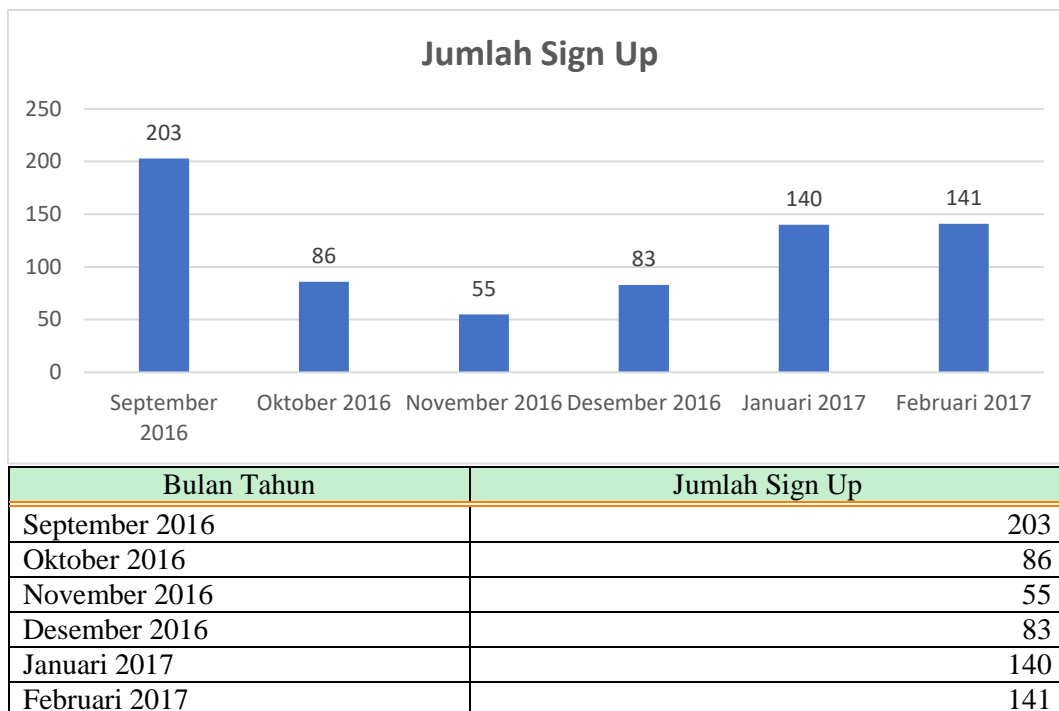 Jumlah Sign Up
250
200
150
100
50
0
203
86
55
83
140
141
September 2016
Oktober 2016
November 2016
Desember 2016
Januari 2017
Februari 2017
Bulan Tahun Jumlah Sign Up
September 2016 203
Oktober 2016 86
November 2016 55
Desember 2016 83
Januari 2017 140
Februari 2017 141